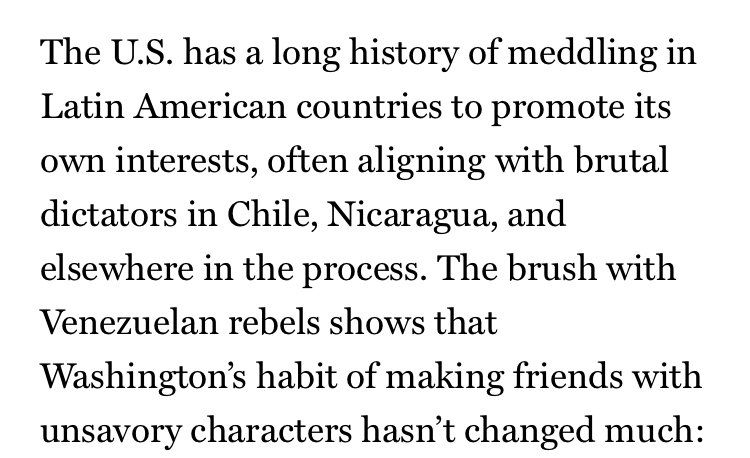 The U.S. has a long history of meddling in
Latin American countries to promote its
own interests, often aligning with brutal
dictators in Chile, Nicaragua, and
elsewhere in the process. The brush with
Venezuelan rebels shows that
Washington’s habit of making friends with
unsavory characters hasn’t changed much: